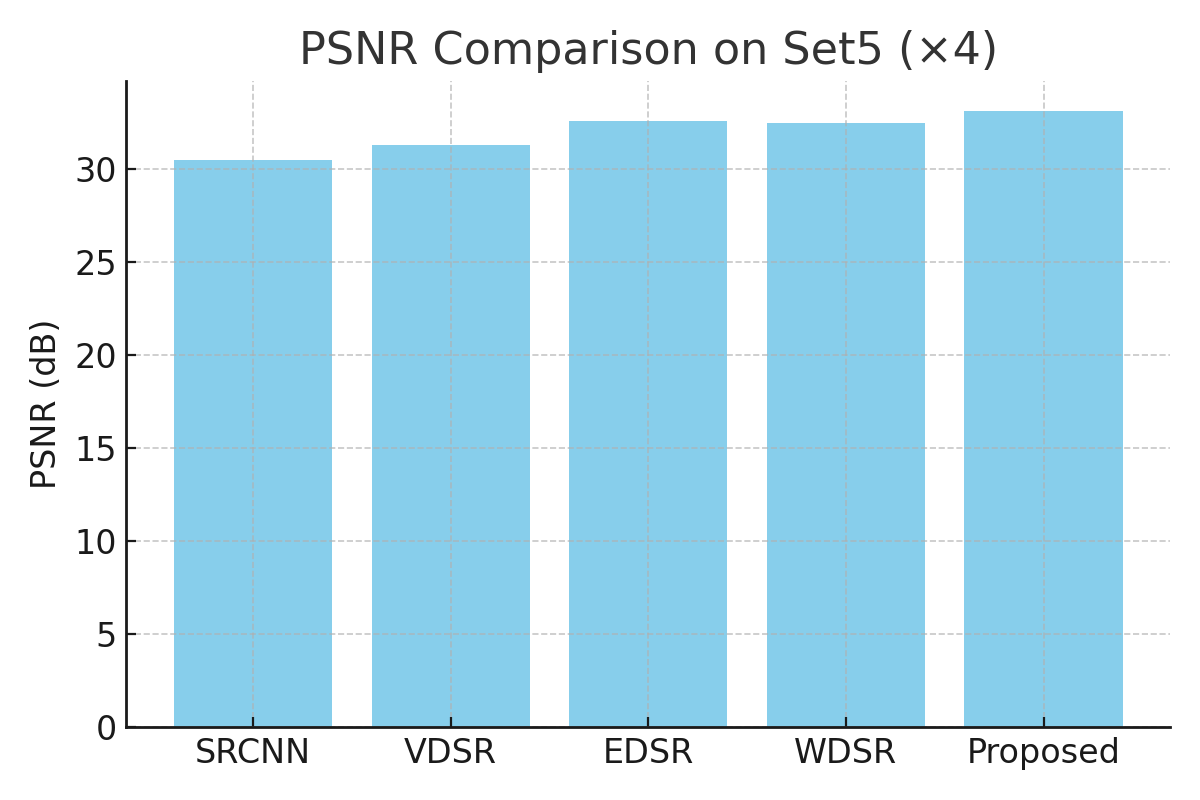 PSNR Comparison on Set5 (×4)
PSNR (dB)
30
25
20
15
10
5
0
SRCNN VDSR EDSR WDSR Proposed